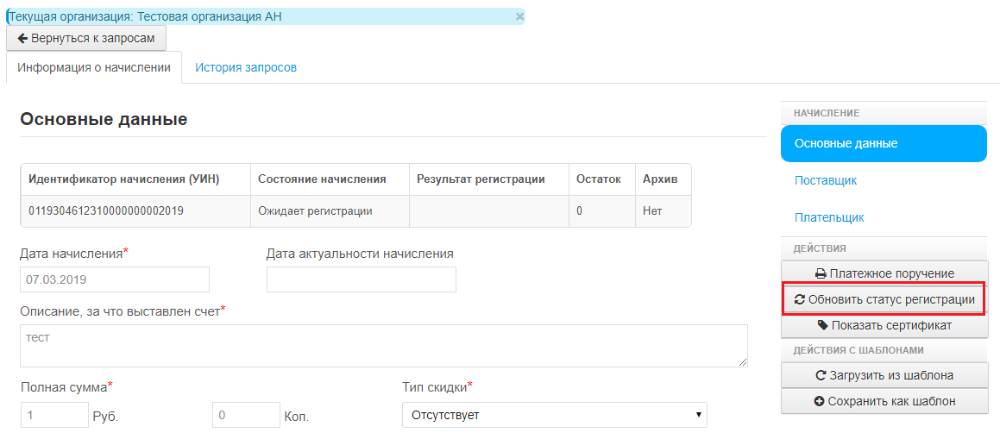 Текущая организация: Тестовая организация АН ×
Вернуться к запросам
Информация о начислении История запросов
Основные данные
Идентификатор начисления (УИН) Состояние начисления Результат регистрации Остаток Архив
0119304612310000000002019 Ожидает регистрации 0 Нет
Дата начисления* Дата актуальности начисления
07.03.2019
Описание, за что выставлен счет*
тест
Полная сумма* Тип скидки*
1 Руб. 0 Коп. Отсутствует
НАЧИСЛЕНИЕ
Основные данные
Поставщик
Плательщик
ДЕЙСТВИЯ
Платежное поручение
Обновить статус регистрации
Показать сертификат
ДЕЙСТВИЯ С ШАБЛОНАМИ
Загрузить из шаблона
Сохранить как шаблон